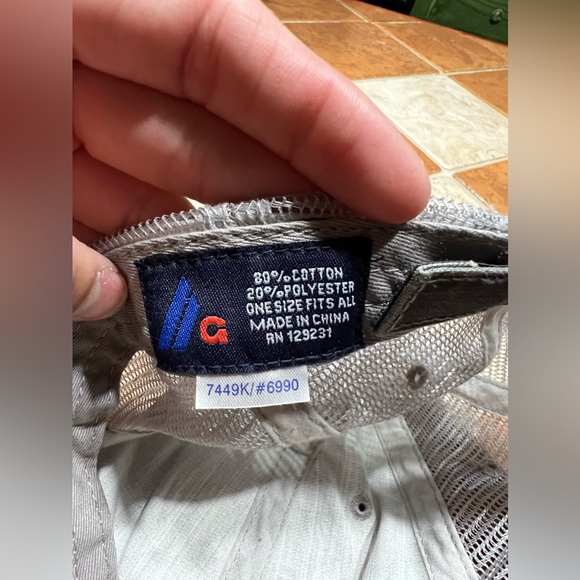 G
80%COTTON
20%POLYESTER
ONE SIZE FITS ALL
MADE IN CHINA
RN 129231
7449K/#6990